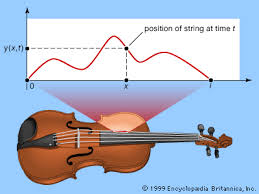 position of string at time t
y(x,t)
0 x l
© 1999 Encyclopædia Britannica, Inc.